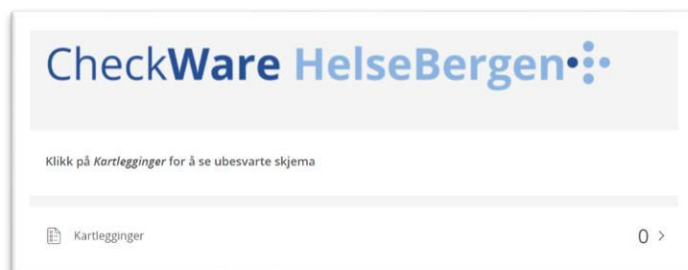 CheckWare HelseBergen
Klikk på Kartlegginger for å se ubesvarte skjema
Kartlegginger 0 >